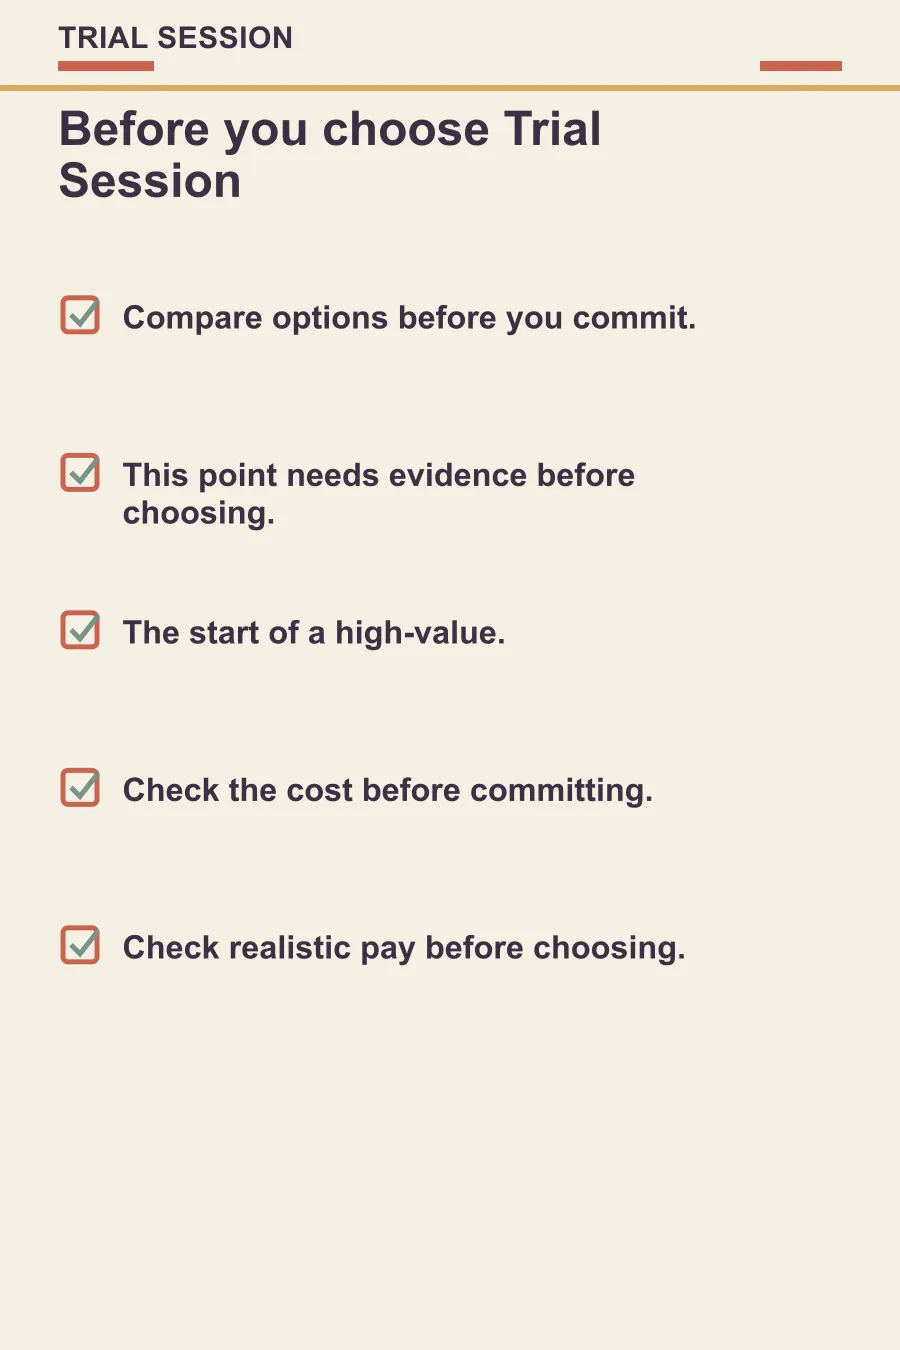 TRIAL SESSION
Before you choose Trial
Session
Compare options before you commit.
This point needs evidence before
choosing.
The start of a high-value.
Check the cost before committing.
Check realistic pay before choosing.